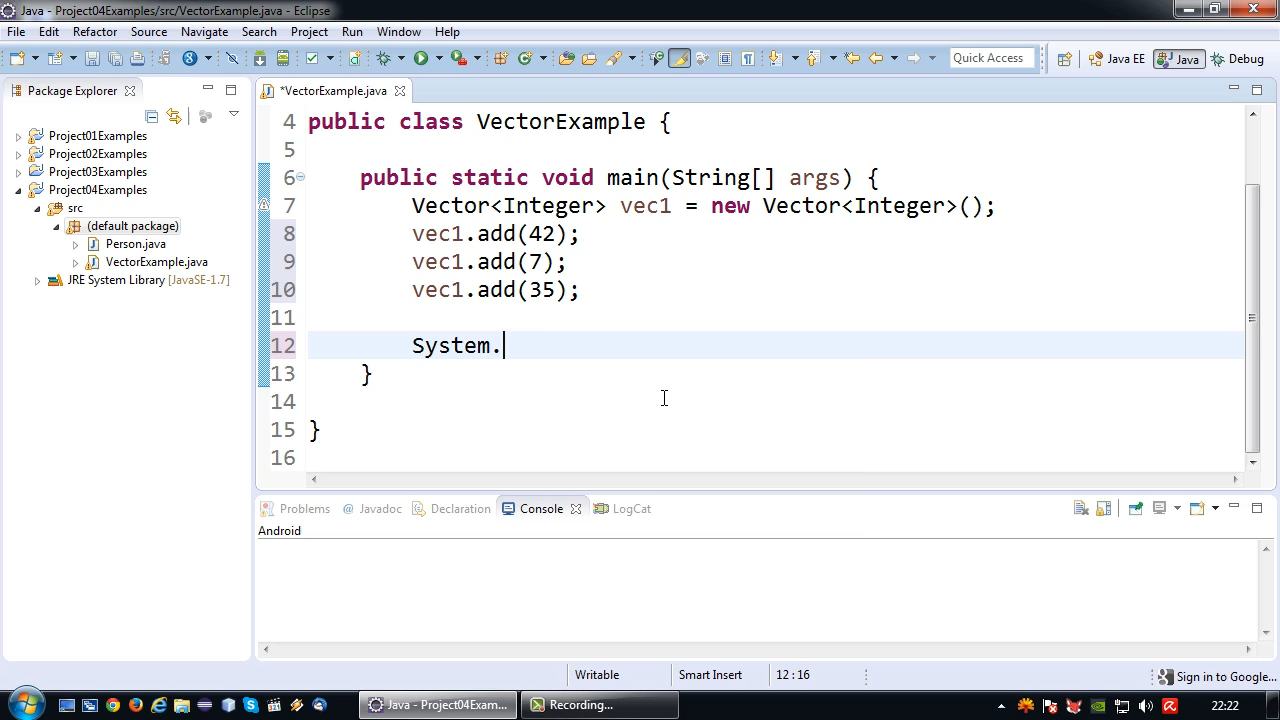 Java - Project04Examples/src/VectorExample.java - Eclipse
File Edit Refactor Source Navigate Search Project Run Window Help
Quick Access Java EE Java Debug
Package Explorer
*VectorExample.java
Project01Examples
Project02Examples
Project03Examples
Project04Examples
src
(default package)
Person.java
VectorExample.java
JRE System Library [JavaSE-1.7]
4 public class VectorExample {
5
6 public static void main(String[] args) {
7 Vector<Integer> vec1 = new Vector<Integer>();
8 vec1.add(42);
9 vec1.add(7);
10 vec1.add(35);
11
12 System.
13 }
14
15 }
16
Problems Javadoc Declaration Console LogCat
Android
Writable Smart Insert 12:16 Sign in to Google...
Java - Project04Exam... Recording... 22:22